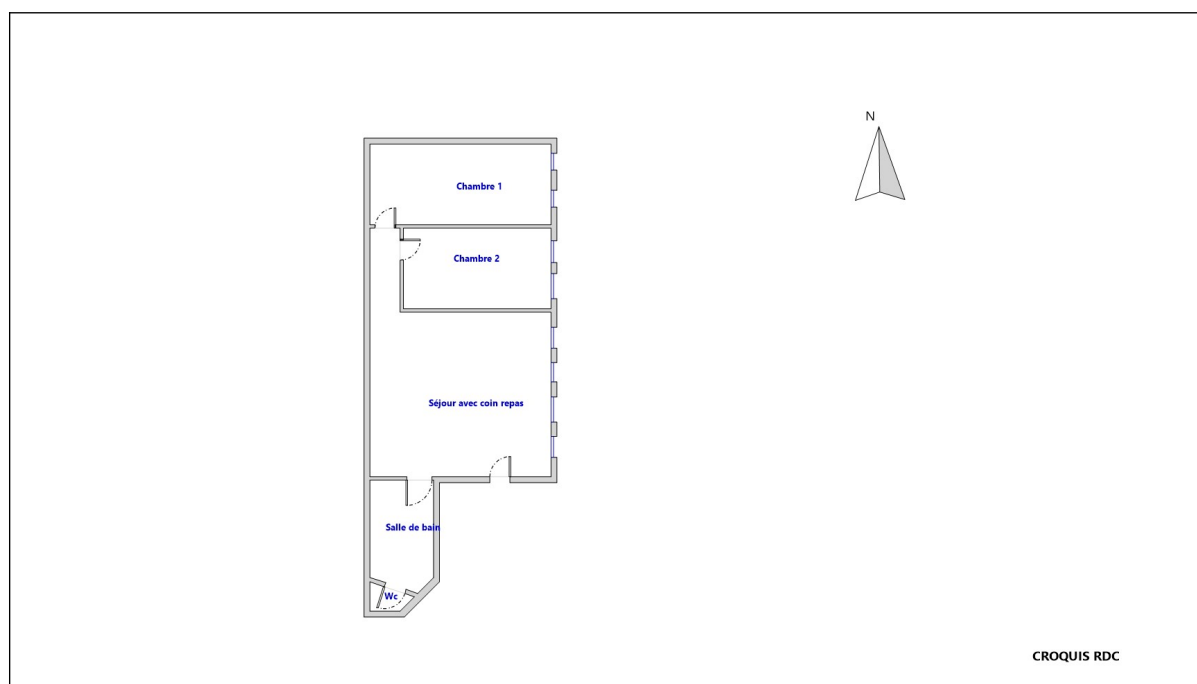 N
Chambre 1
Chambre 2
Séjour avec coin repas
Salle de bain
Wc
CROQUIS RDC